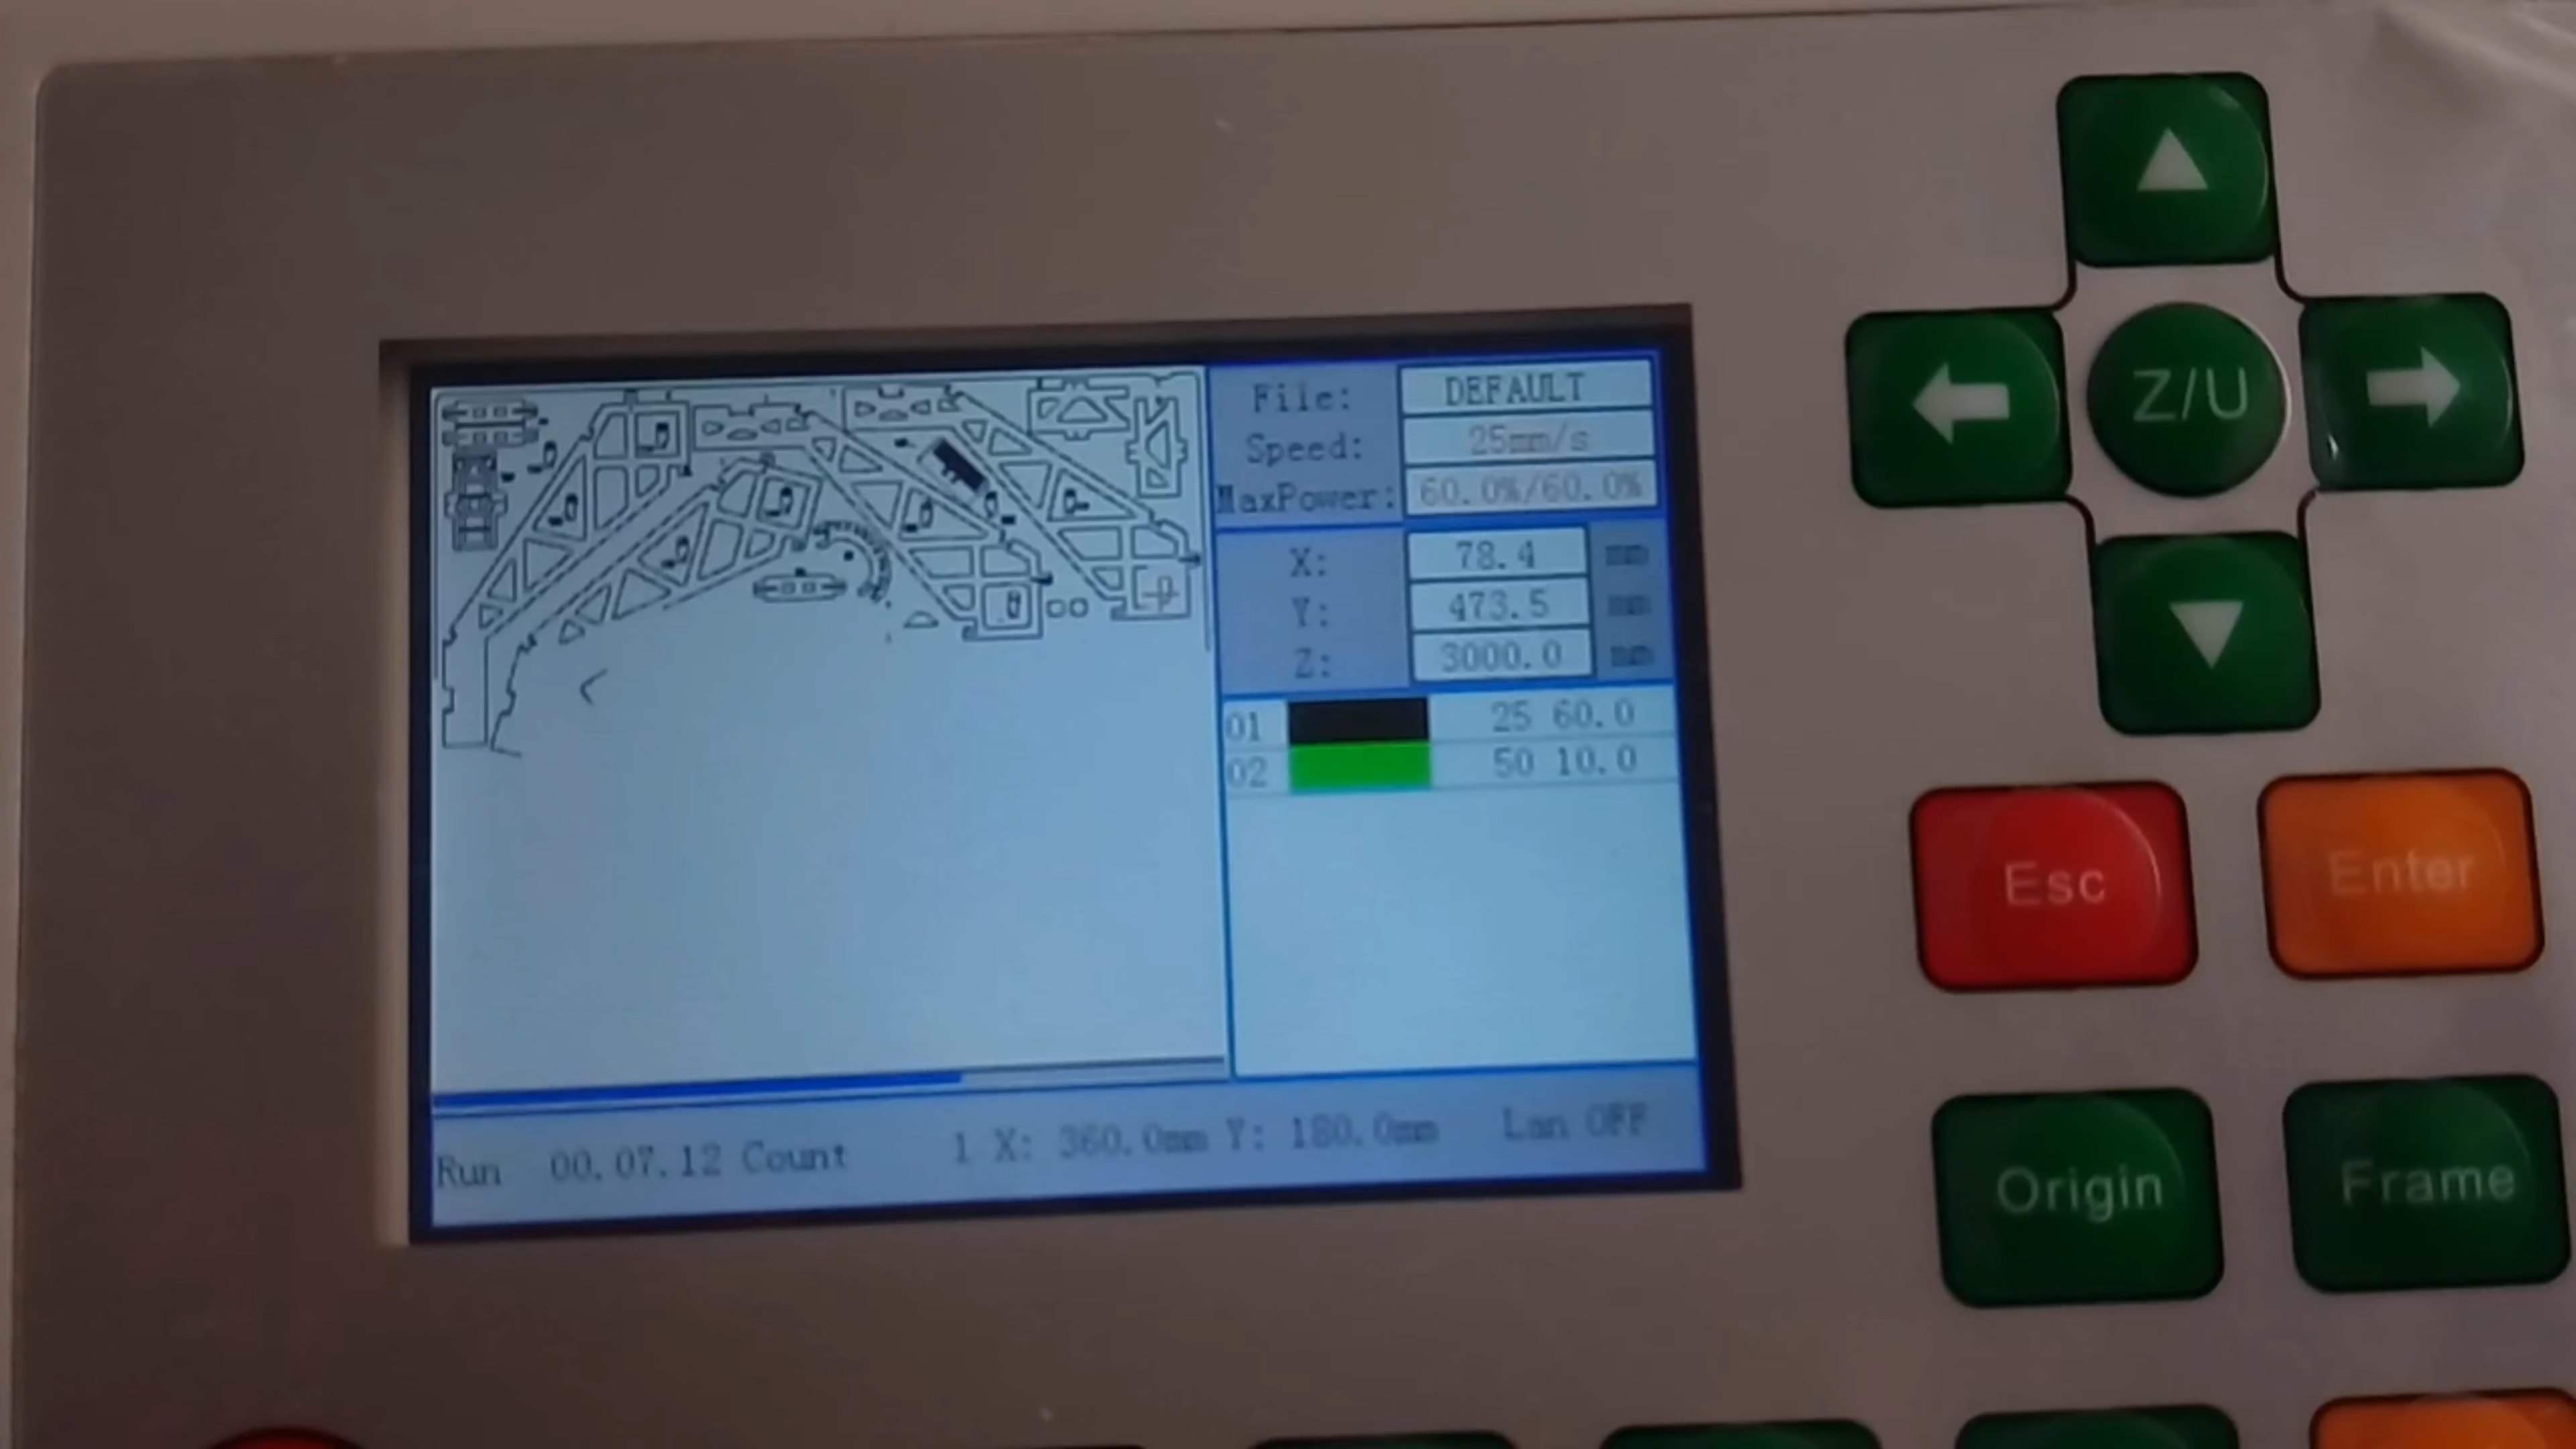 File: DEFAULT
Speed: 25mm/s
MaxPower: 60.0%/60.0%
X: 78.4 mm
Y: 473.5 mm
Z: 3000.0 mm
01 25 60.0
02 50 10.0
Run 00.07.12 Count 1 X: 360.0mm Y: 180.0mm Lan OFF
Z/U
Esc Enter
Origin Frame